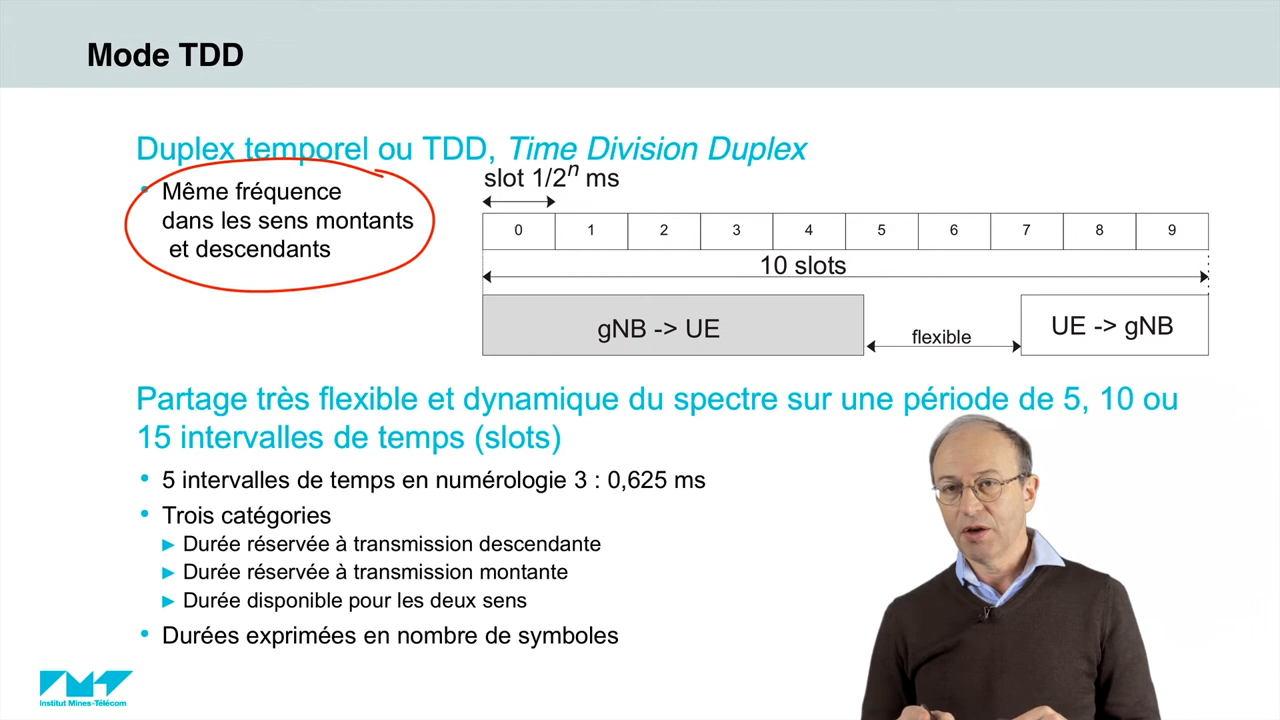 Mode TDD
Duplex temporel ou TDD, Time Division Duplex
• Même fréquence
dans les sens montants
et descendants
slot 1/2ⁿ ms
0 1 2 3 4 5 6 7 8 9
10 slots
gNB -> UE
flexible
UE -> gNB
Partage très flexible et dynamique du spectre sur une période de 5, 10 ou
15 intervalles de temps (slots)
• 5 intervalles de temps en numérologie 3 : 0,625 ms
• Trois catégories
► Durée réservée à transmission descendante
► Durée réservée à transmission montante
► Durée disponible pour les deux sens
• Durées exprimées en nombre de symboles
Institut Mines-Télécom